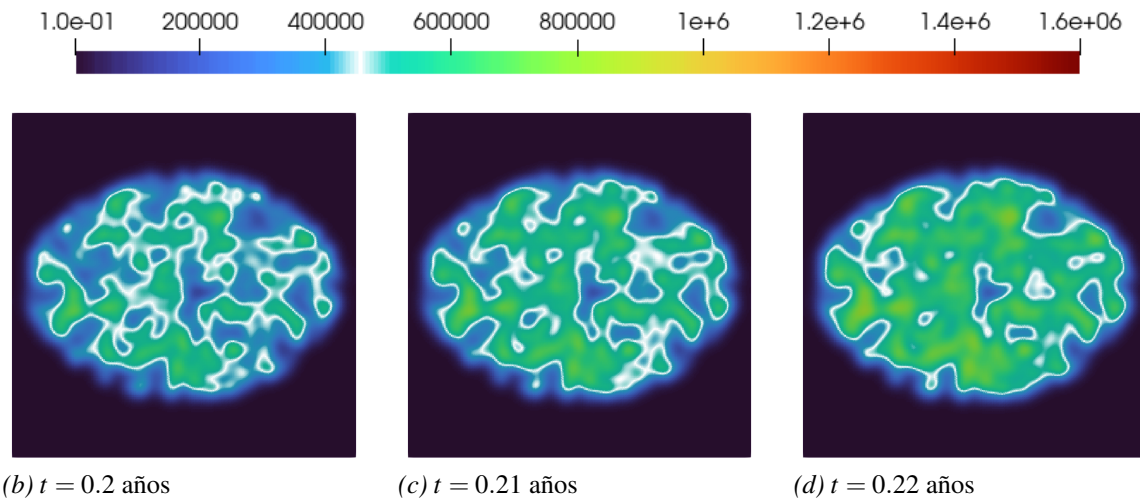 1.0e-01 200000 400000 600000 800000 1e+6 1.2e+6 1.4e+6 1.6e+06
(b) t = 0.2 años (c) t = 0.21 años (d) t = 0.22 años